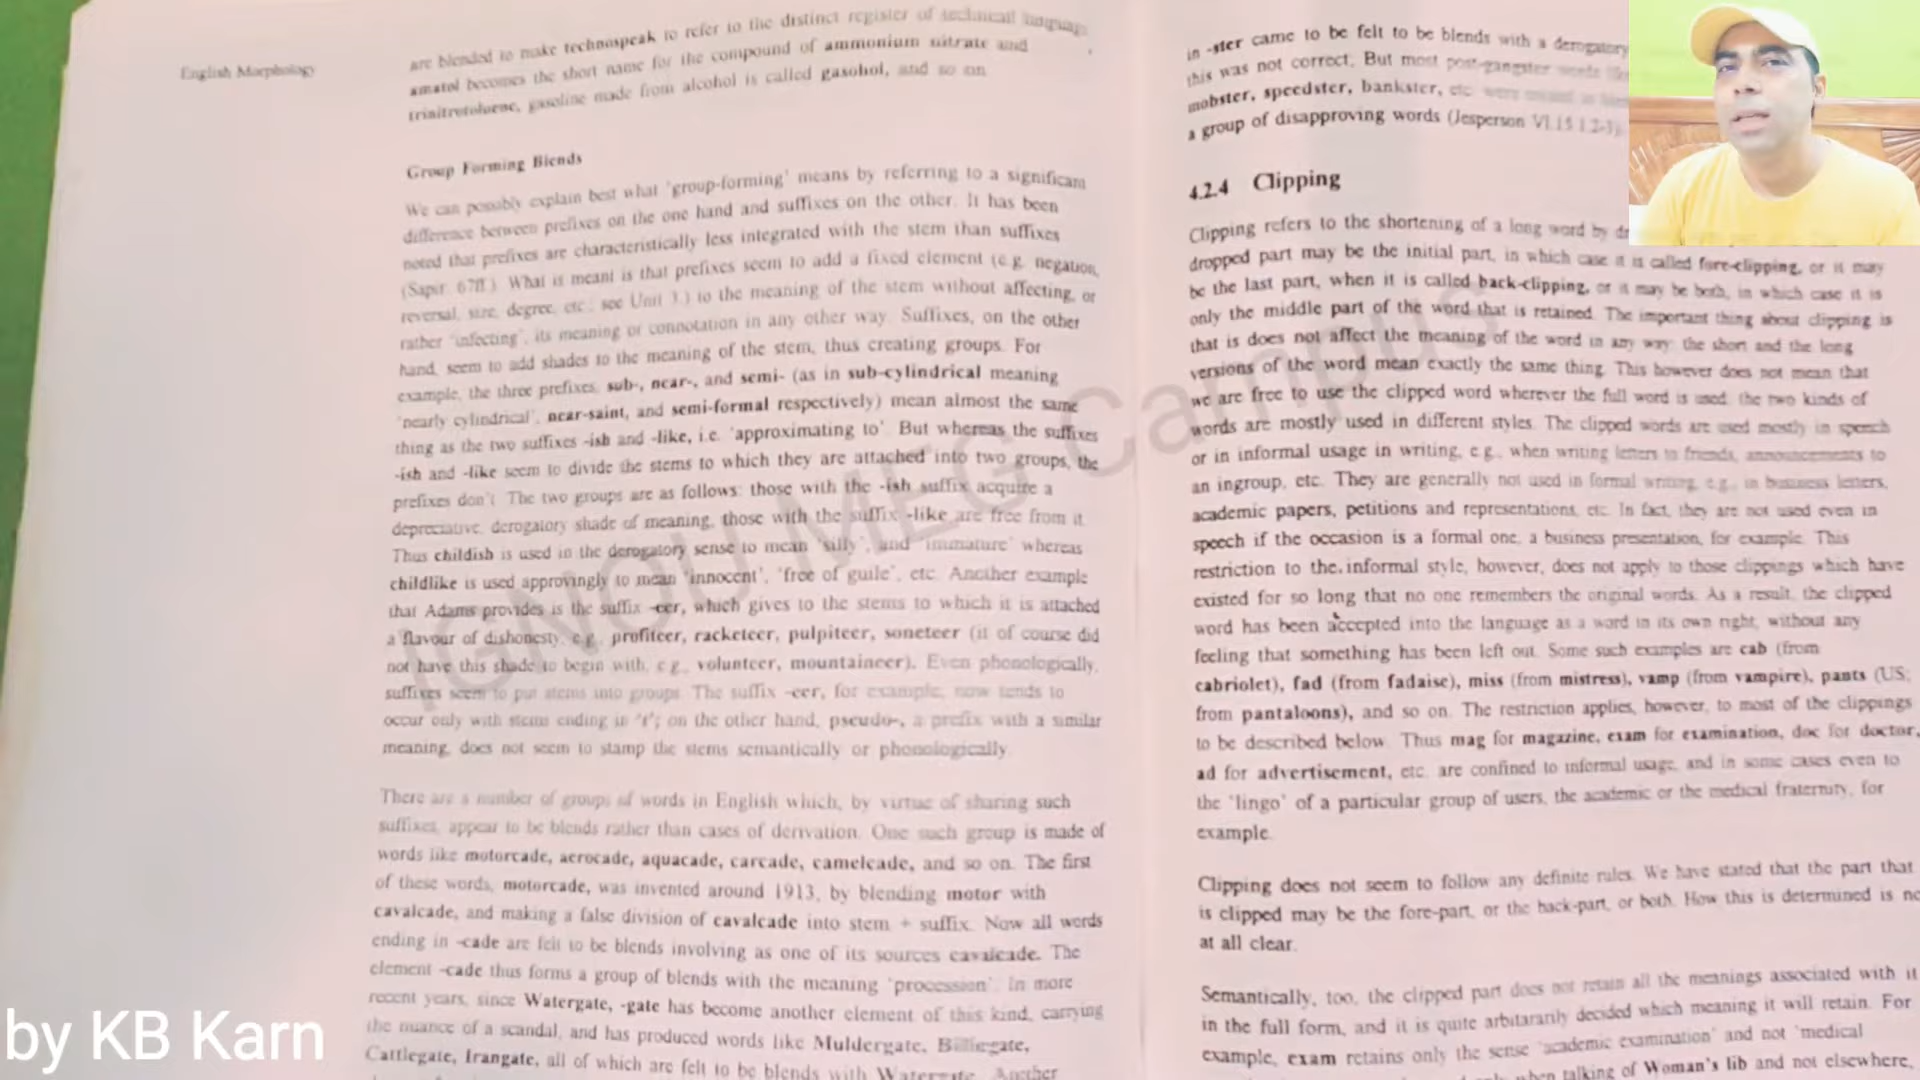 English Morphology
are blended to make technospeak to refer to the distinct register of technical language
amatol becomes the short name for the compound of ammonium nitrate and
trinitrotoluene, gasoline made from alcohol is called gasohol, and so on
Group Forming Blends
We can possibly explain best what 'group-forming' means by referring to a significant
difference between prefixes on the one hand and suffixes on the other. It has been
noted that prefixes are characteristically less integrated with the stem than suffixes
(Sapir 67ff). What is meant is that prefixes seem to add a fixed element (e.g. negation,
reversal, size, degree, etc; see Unit 3.) to the meaning of the stem without affecting, or
rather 'infecting', its meaning or connotation in any other way. Suffixes, on the other
hand, seem to add shades to the meaning of the stem, thus creating groups. For
example, the three prefixes, sub-, near-, and semi- (as in sub-cylindrical meaning
'nearly cylindrical', near-saint, and semi-formal respectively) mean almost the same
thing as the two suffixes -ish and -like, i.e. 'approximating to'. But whereas the suffixes
-ish and -like seem to divide the stems to which they are attached into two groups, the
prefixes don't. The two groups are as follows: those with the -ish suffix acquire a
depreciative, derogatory shade of meaning, those with the suffix -like are free from it.
Thus childish is used in the derogatory sense to mean 'silly', and 'immature' whereas
childlike is used approvingly to mean 'innocent', 'free of guile', etc. Another example
that Adams provides is the suffix -eer, which gives to the stems to which it is attached
a flavour of dishonesty, e.g., profiteer, racketeer, pulpiteer, soneteer (it of course did
not have this shade to begin with, e.g., volunteer, mountaineer). Even phonologically,
suffixes seem to put stems into groups. The suffix -eer, for example, now tends to
occur only with stems ending in 't'; on the other hand, pseudo-, a prefix with a similar
meaning, does not seem to stamp the stems semantically or phonologically.
There are a number of groups of words in English which, by virtue of sharing such
suffixes, appear to be blends rather than cases of derivation. One such group is made of
words like motorcade, aerocade, aquacade, carcade, camelcade, and so on. The first
of these words, motorcade, was invented around 1913, by blending motor with
cavalcade, and making a false division of cavalcade into stem + suffix. Now all words
ending in -cade are felt to be blends involving as one of its sources cavalcade. The
element -cade thus forms a group of blends with the meaning 'procession'. In more
recent years, since Watergate, -gate has become another element of this kind, carrying
the nuance of a scandal, and has produced words like Muldergate, Billiegate,
Cattlegate, Irangate, all of which are felt to be blends with Watergate. Another
in -ster came to be felt to be blends with a derogatory
this was not correct. But most post-gangster words like
mobster, speedster, bankster, etc. were
a group of disapproving words (Jesperson VI.15.1.2-3).
4.2.4 Clipping
Clipping refers to the shortening of a long word by
dropped part may be the initial part, in which case it is called fore-clipping, or it may
be the last part, when it is called back-clipping, or it may be both, in which case it is
only the middle part of the word that is retained. The important thing about clipping is
that is does not affect the meaning of the word in any way: the short and the long
versions of the word mean exactly the same thing. This however does not mean that
we are free to use the clipped word wherever the full word is used: the two kinds of
words are mostly used in different styles. The clipped words are used mostly in speech
or in informal usage in writing, e.g., when writing letters to friends, announcements to
an ingroup, etc. They are generally not used in formal writing, e.g., in business letters,
academic papers, petitions and representations, etc. In fact, they are not used even in
speech if the occasion is a formal one, a business presentation, for example. This
restriction to the informal style, however, does not apply to those clippings which have
existed for so long that no one remembers the original words. As a result, the clipped
word has been accepted into the language as a word in its own right, without any
feeling that something has been left out. Some such examples are cab (from
cabriolet), fad (from fadaise), miss (from mistress), vamp (from vampire), pants (US;
from pantaloons), and so on. The restriction applies, however, to most of the clippings
to be described below. Thus mag for magazine, exam for examination, doc for doctor,
ad for advertisement, etc. are confined to informal usage, and in some cases even to
the 'lingo' of a particular group of users, the academic or the medical fraternity, for
example.
Clipping does not seem to follow any definite rules. We have stated that the part that
is clipped may be the fore-part, or the back-part, or both. How this is determined is no
at all clear.
Semantically, too, the clipped part does not retain all the meanings associated with it
in the full form, and it is quite arbitararily decided which meaning it will retain. For
example, exam retains only the sense 'academic examination' and not 'medical
when talking of Woman's lib and not elsewhere,
IGNOU MEG Campus
by KB Karn